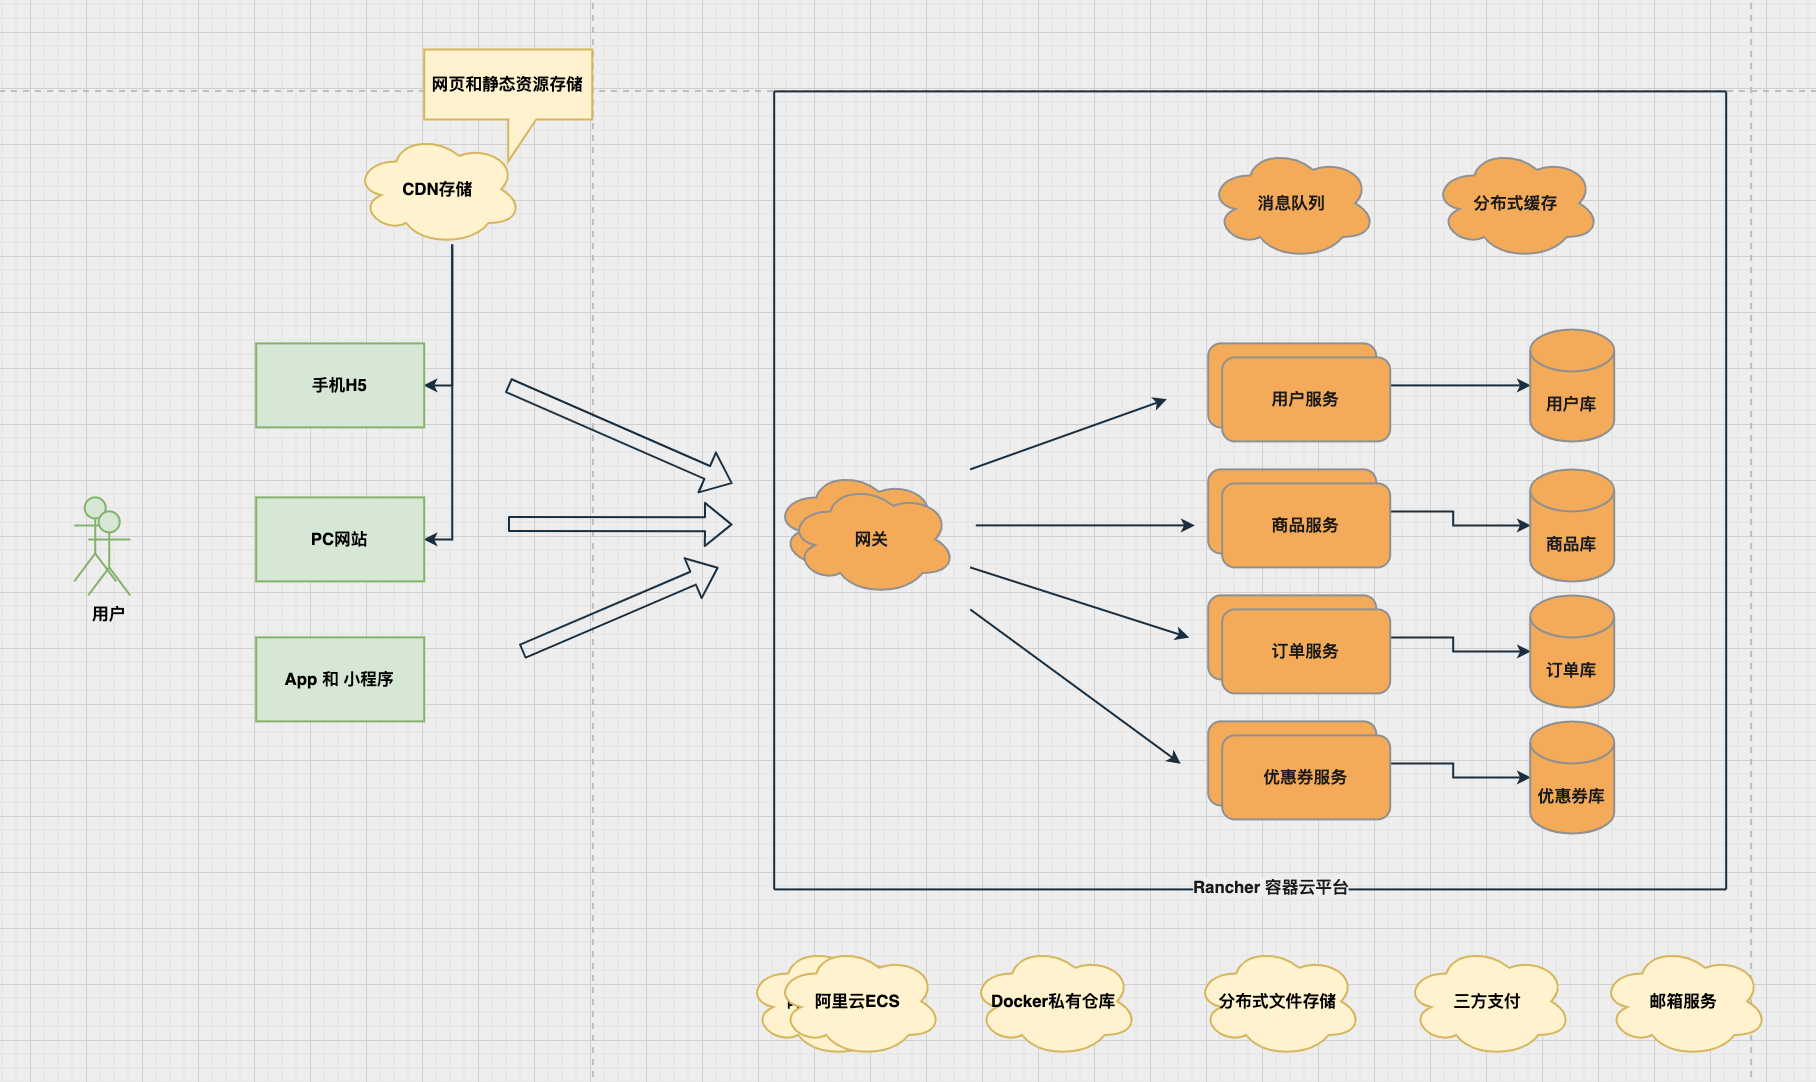 网页和静态资源存储
CDN存储
消息队列
分布式缓存
手机H5
用户服务
用户库
PC网站
网关
商品服务
商品库
用户
App 和 小程序
订单服务
订单库
优惠券服务
优惠券库
Rancher 容器云平台
阿里云ECS
Docker私有仓库
分布式文件存储
三方支付
邮箱服务